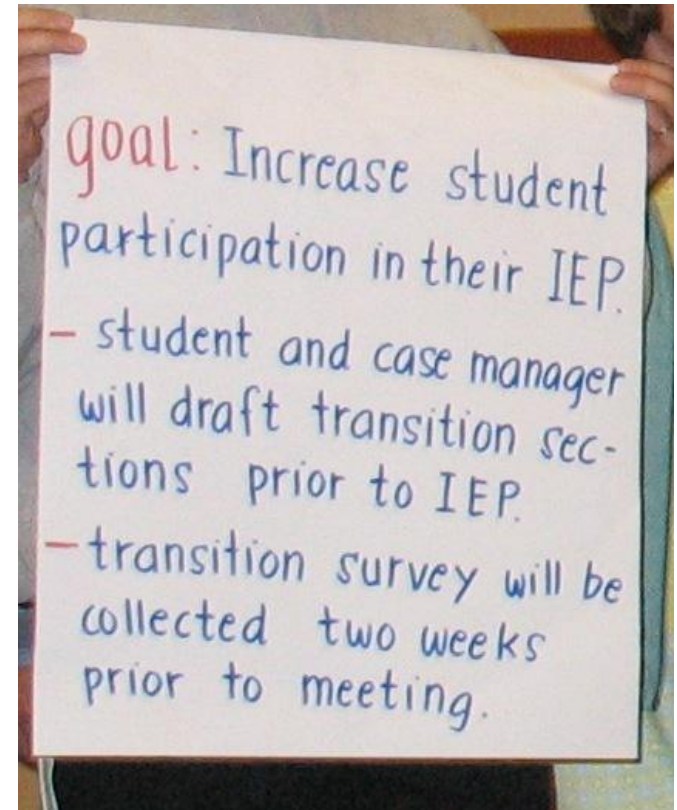 goal: Increase student
participation in their IEP.
- student and case manager
will draft transition sec-
tions prior to IEP.
- transition survey will be
collected two weeks
prior to meeting.